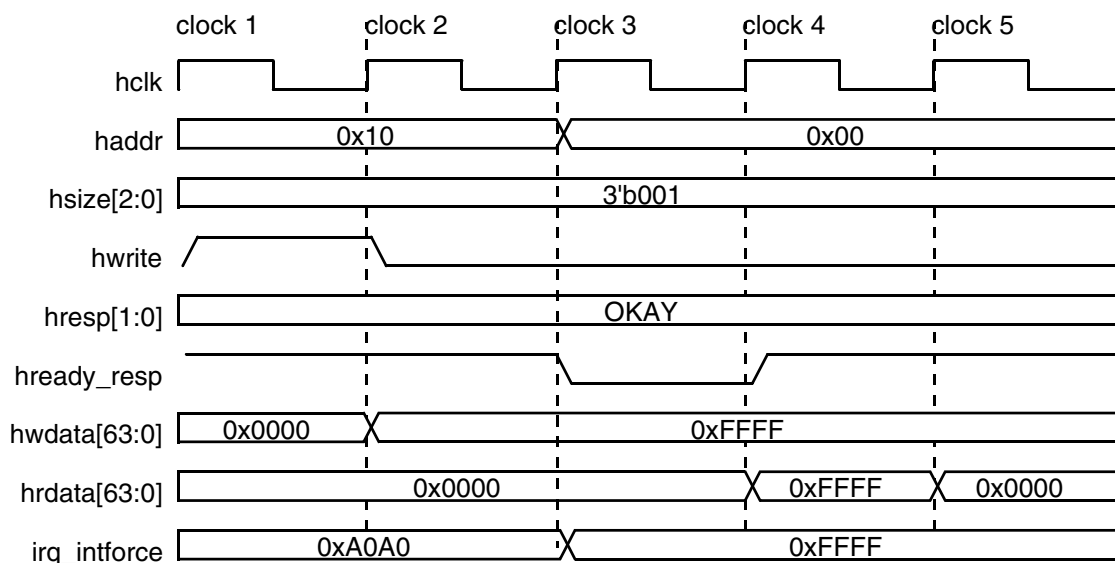 clock 1 clock 2 clock 3 clock 4 clock 5
hclk
haddr 0x10 0x00
hsize[2:0] 3'b001
hwrite
hresp[1:0] OKAY
hready_resp
hwdata[63:0] 0x0000 0xFFFF
hrdata[63:0] 0x0000 0xFFFF 0x0000
irq_intforce 0xA0A0 0xFFFF